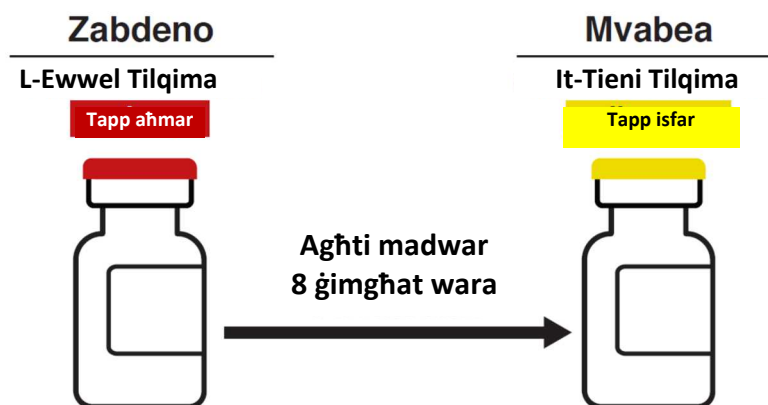 Zabdeno
L-Ewwel Tilqima
Tapp aħmar
Mvabea
It-Tieni Tilqima
Tapp isfar
Agħti madwar
8 ġimgħat wara